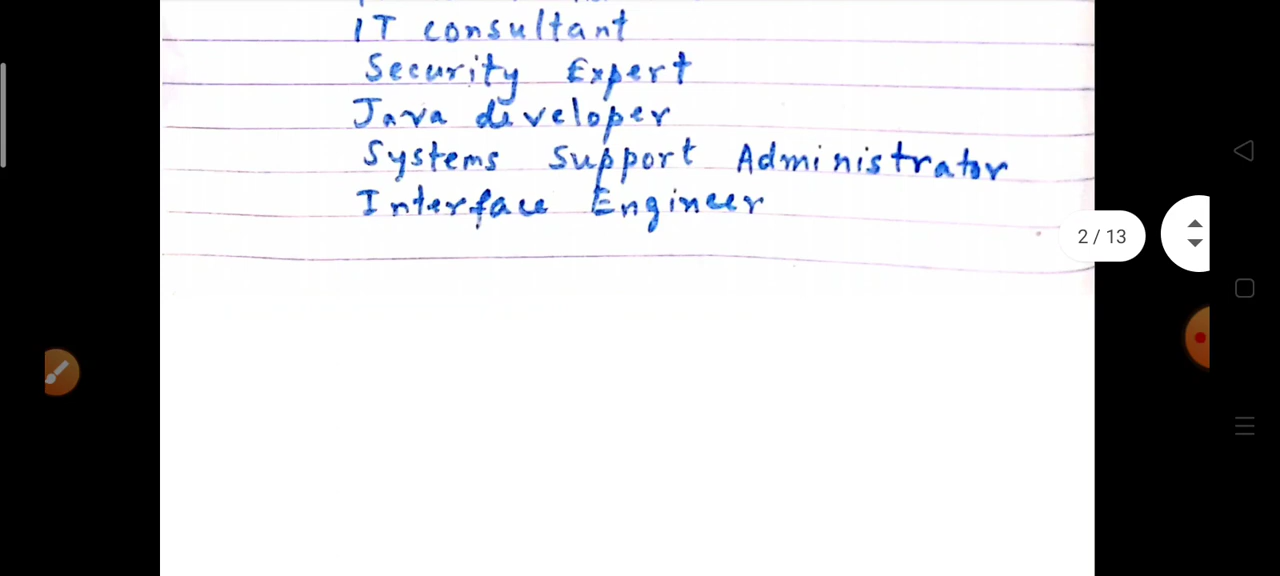 IT consultant
Security Expert
Java developer
Systems Support Administrator
Interface Engineer
2 / 13